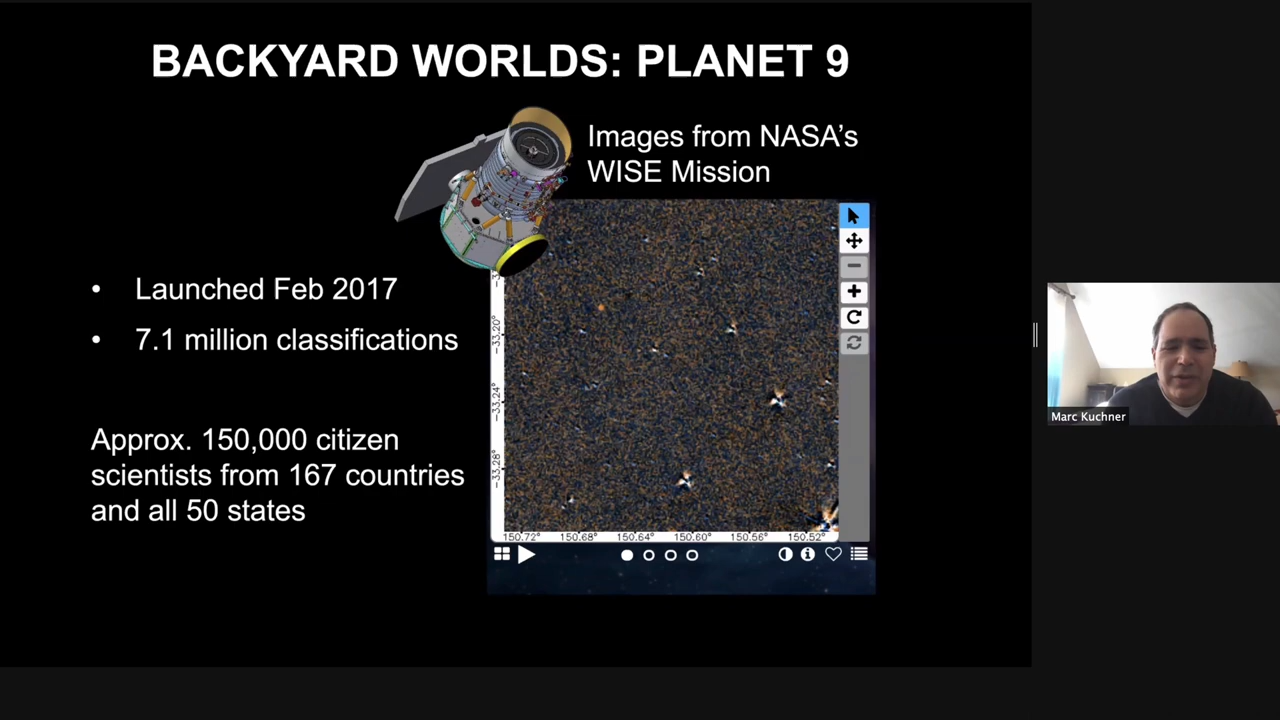 BACKYARD WORLDS: PLANET 9
Images from NASA's
WISE Mission
• Launched Feb 2017
• 7.1 million classifications
Approx. 150,000 citizen
scientists from 167 countries
and all 50 states
−33.20°
−33.24°
−33.28°
150.72° 150.68° 150.64° 150.60° 150.56° 150.52°
Marc Kuchner